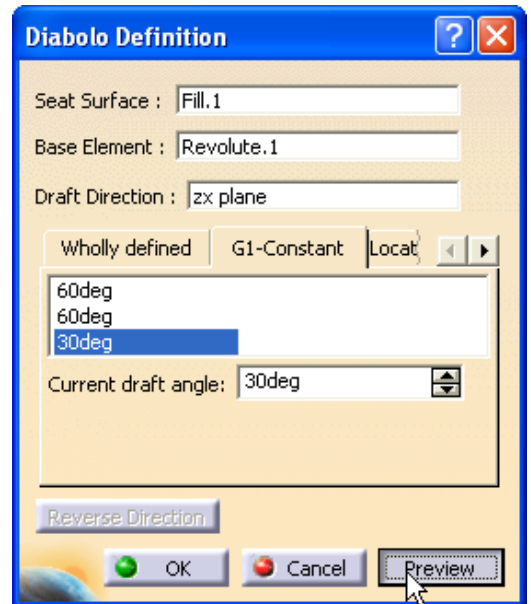 Diabolo Definition ?
Seat Surface : Fill.1
Base Element : Revolute.1
Draft Direction : zx plane
Wholly defined G1-Constant Locat
60deg
60deg
30deg
Current draft angle: 30deg
Reverse Direction
OK Cancel Preview